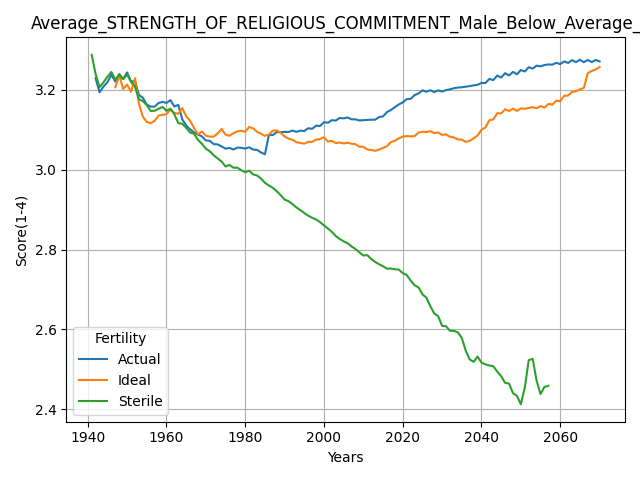 Average_STRENGTH_OF_RELIGIOUS_COMMITMENT_Male_Below_Average_
3.2
3.0
2.8
2.6
2.4
Score(1-4)
Fertility
Actual
Ideal
Sterile
1940 1960 1980 2000 2020 2040 2060
Years